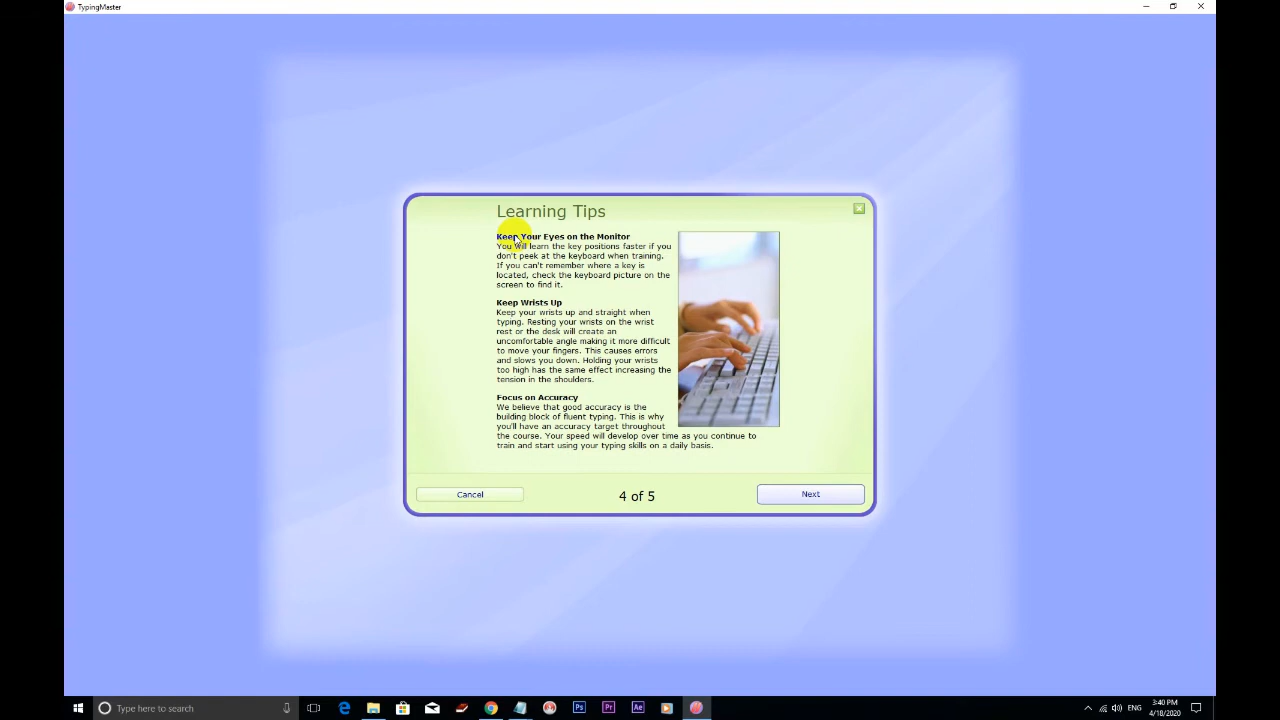 TypingMaster
Learning Tips
Keep Your Eyes on the Monitor
You will learn the key positions faster if you
don't peek at the keyboard when training.
If you can't remember where a key is
located, check the keyboard picture on the
screen to find it.
Keep Wrists Up
Keep your wrists up and straight when
typing. Resting your wrists on the wrist
rest or the desk will create an
uncomfortable angle making it more difficult
to move your fingers. This causes errors
and slows you down. Holding your wrists
too high has the same effect increasing the
tension in the shoulders.
Focus on Accuracy
We believe that good accuracy is the
building block of fluent typing. This is why
you'll have an accuracy target throughout
the course. Your speed will develop over time as you continue to
train and start using your typing skills on a daily basis.
Cancel
4 of 5
Next
Type here to search
Ps
Pr
Ae
ENG
3:40 PM
4/18/2020